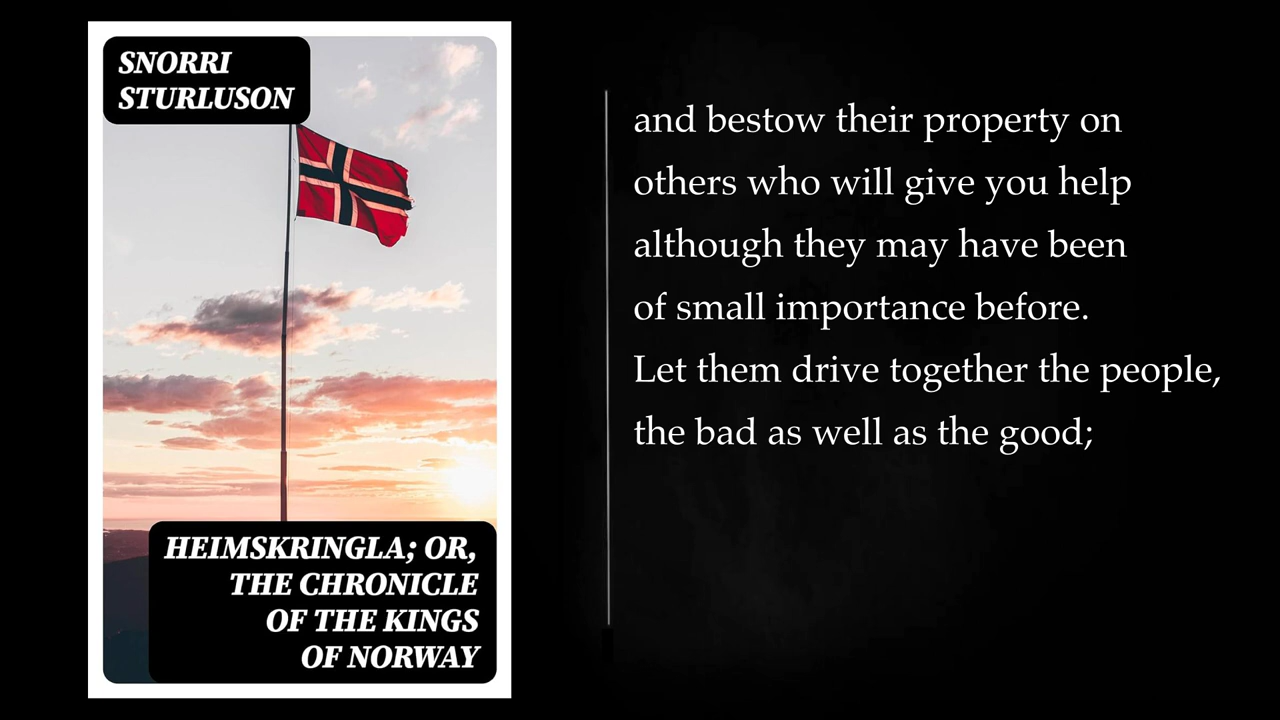 SNORRI
STURLUSON
HEIMSKRINGLA; OR,
THE CHRONICLE
OF THE KINGS
OF NORWAY
and bestow their property on
others who will give you help
although they may have been
of small importance before.
Let them drive together the people,
the bad as well as the good;